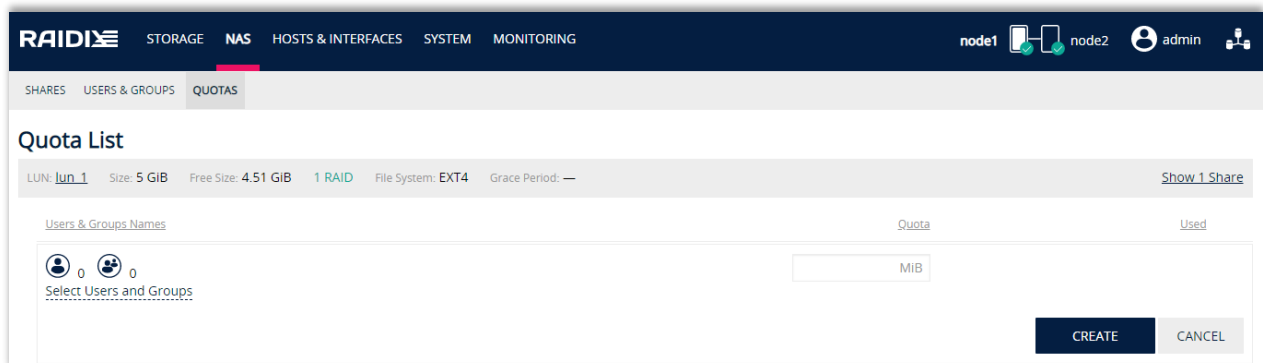 RAIDIX STORAGE NAS HOSTS & INTERFACES SYSTEM MONITORING node1 node2 admin
SHARES USERS & GROUPS QUOTAS
Quota List
LUN: lun_1 Size: 5 GiB Free Size: 4.51 GiB 1 RAID File System: EXT4 Grace Period: — Show 1 Share
Users & Groups Names Quota Used
0 0 MiB
Select Users and Groups
CREATE CANCEL